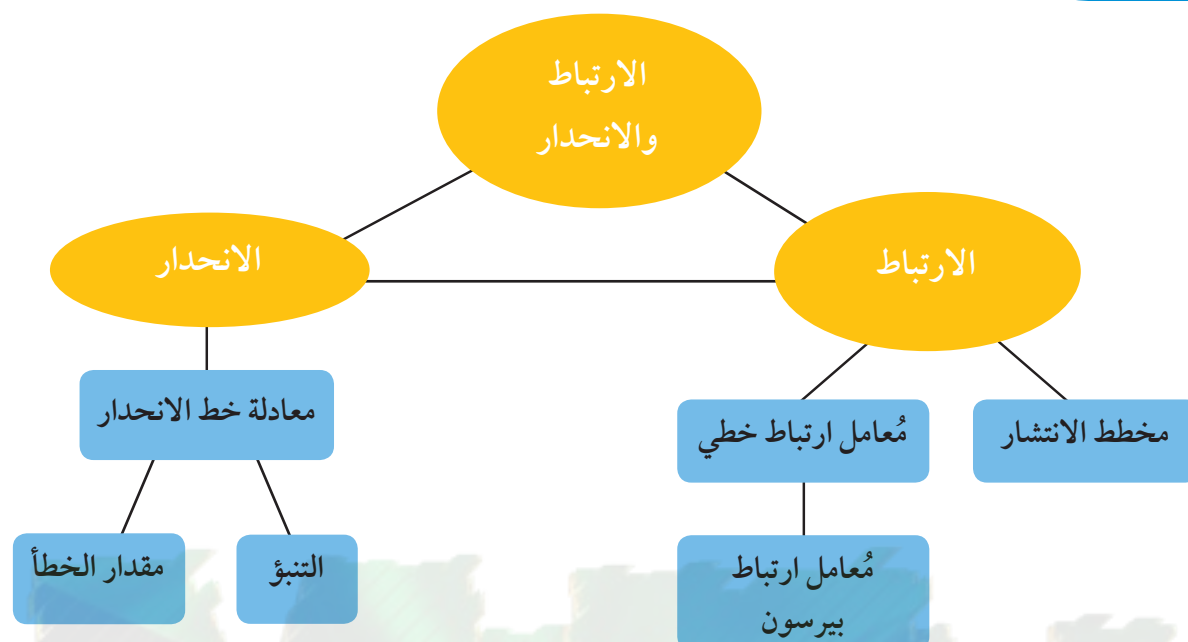 الارتباط
والانحدار
الارتباط
الانحدار
مخطط الانتشار
مُعامل ارتباط خطي
معادلة خط الانحدار
مُعامل ارتباط
بيرسون
التنبؤ
مقدار الخطأ